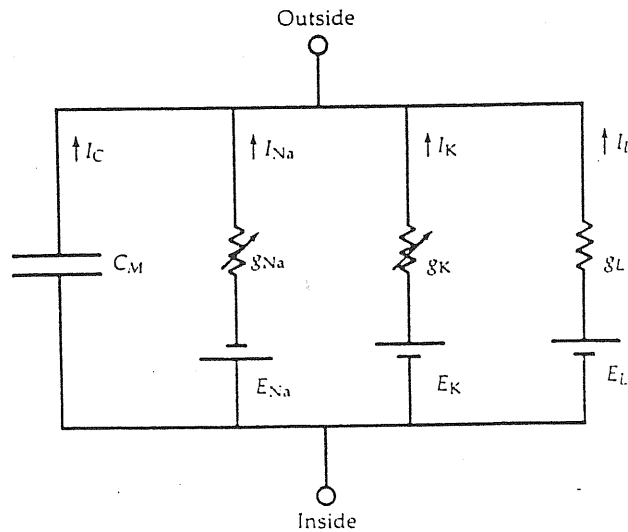 Outside
I_C
I_Na
I_K
I_L
C_M
g_Na
g_K
g_L
E_Na
E_K
E_L
Inside